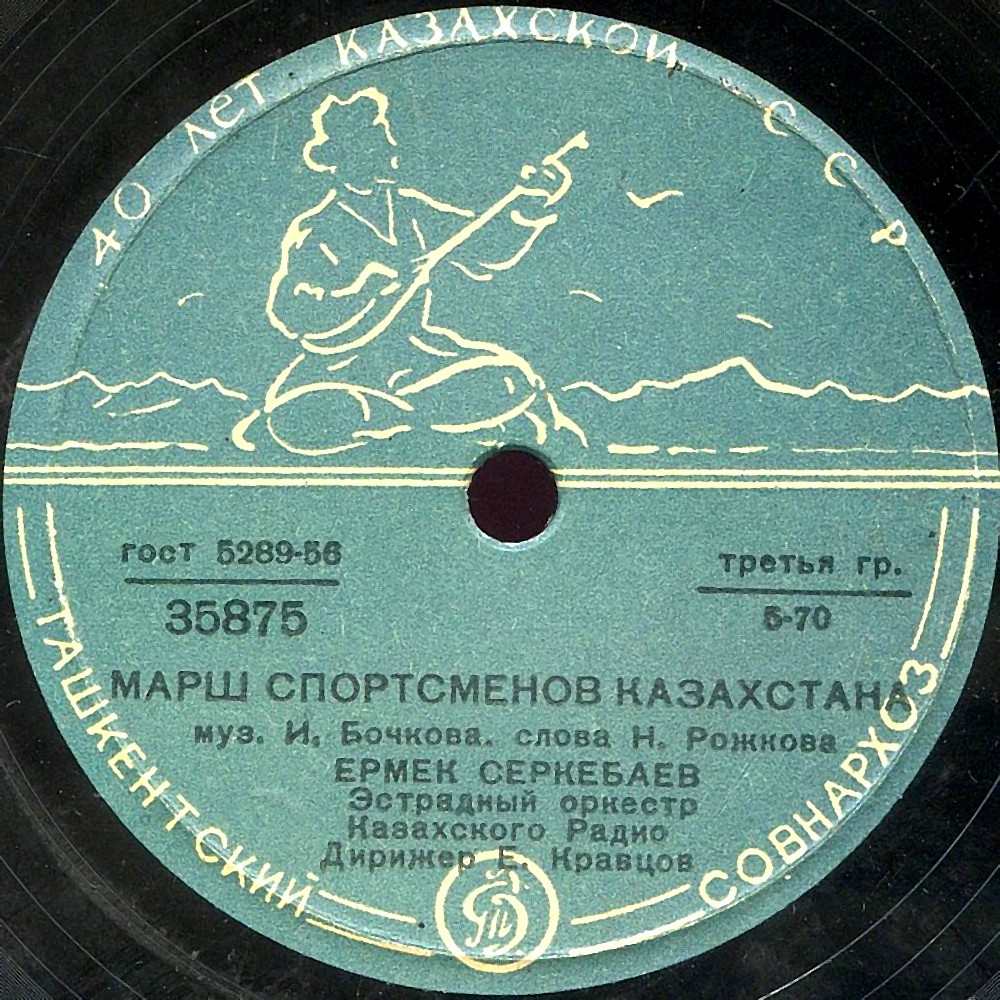 40 лет КАЗАХСКОЙ ССР
гост 5289-56
35875
третья гр.
5-70
МАРШ СПОРТСМЕНОВ КАЗАХСТАНА
муз. И. Бочкова. слова Н. Рожкова
ЕРМЕК СЕРКЕБАЕВ
Эстрадный оркестр
Казахского Радио
Дирижер Е. Кравцов
ТАШКЕНТСКИЙ СОВНАРХОЗ